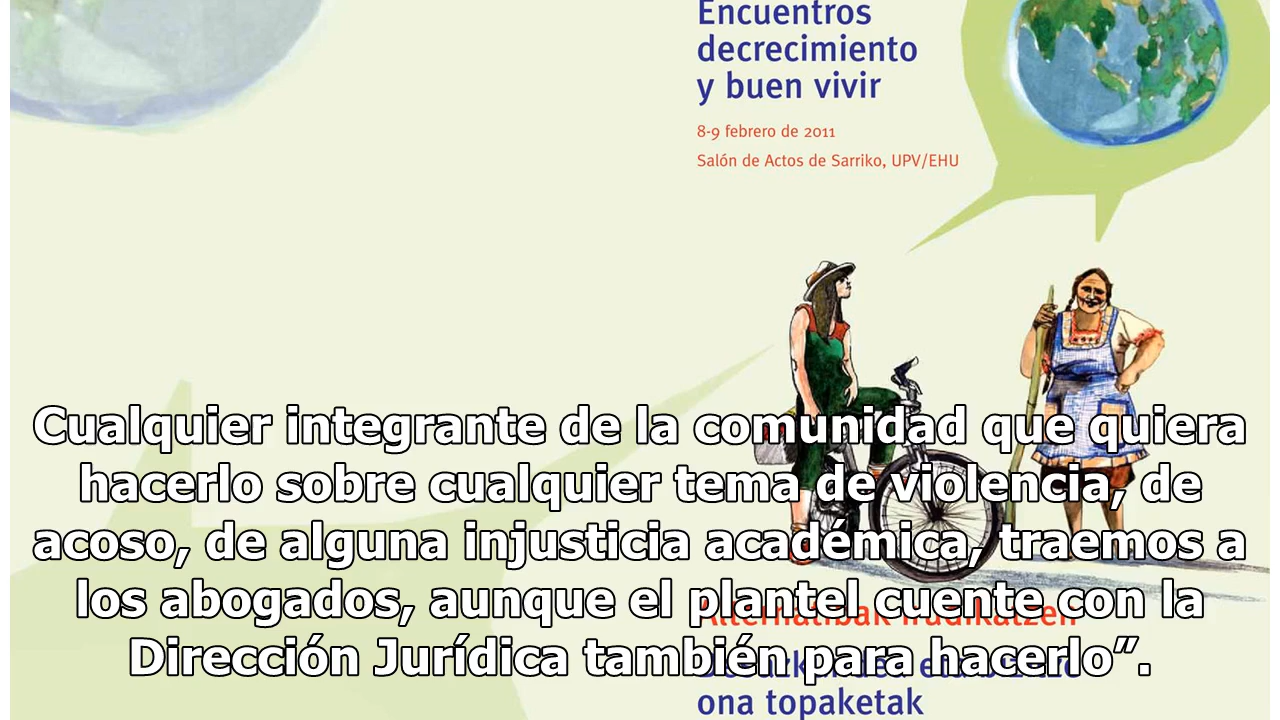 Encuentros
decrecimiento
y buen vivir
8-9 febrero de 2011
Salón de Actos de Sarriko, UPV/EHU
Cualquier integrante de la comunidad que quiera
hacerlo sobre cualquier tema de violencia, de
acoso, de alguna injusticia académica, traemos a
los abogados, aunque el plantel cuente con la
Dirección Jurídica también para hacerlo”.
ona topaketak